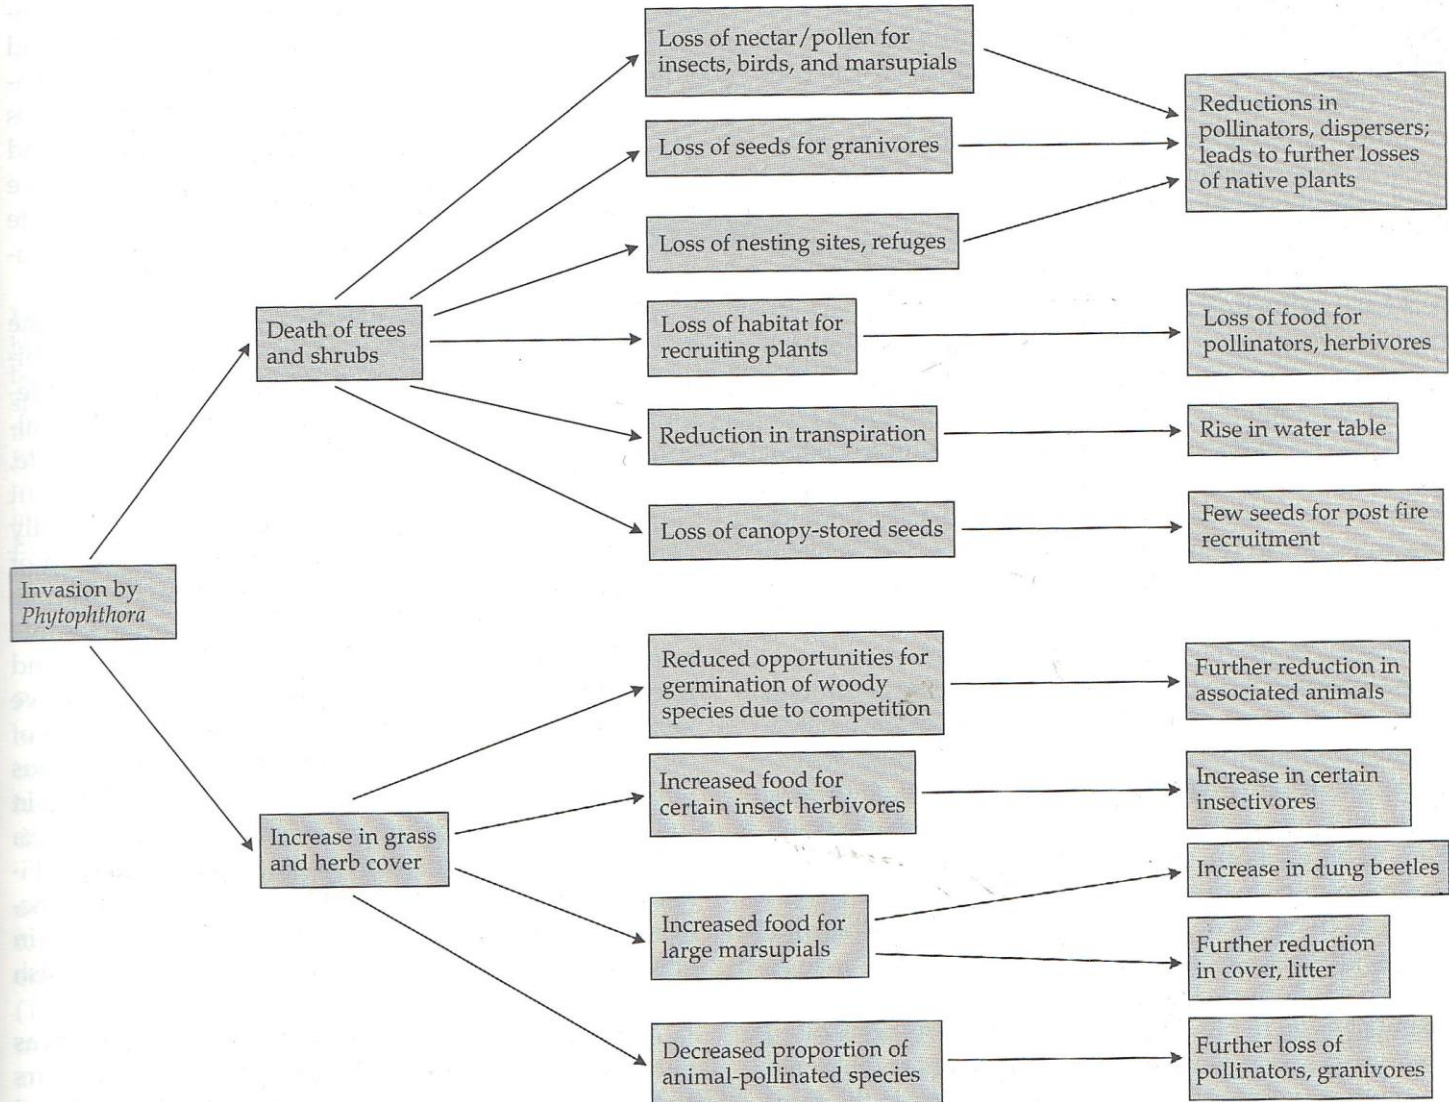 Loss of nectar/pollen for
insects, birds, and marsupials
Reductions in
pollinators, dispersers;
leads to further losses
of native plants
Loss of seeds for granivores
Loss of nesting sites, refuges
Death of trees
and shrubs
Loss of habitat for
recruiting plants
Loss of food for
pollinators, herbivores
Reduction in transpiration
Rise in water table
Loss of canopy-stored seeds
Few seeds for post fire
recruitment
Invasion by
Phytophthora
Reduced opportunities for
germination of woody
species due to competition
Further reduction in
associated animals
Increased food for
certain insect herbivores
Increase in certain
insectivores
Increase in grass
and herb cover
Increase in dung beetles
Increased food for
large marsupials
Further reduction
in cover, litter
Decreased proportion of
animal-pollinated species
Further loss of
pollinators, granivores